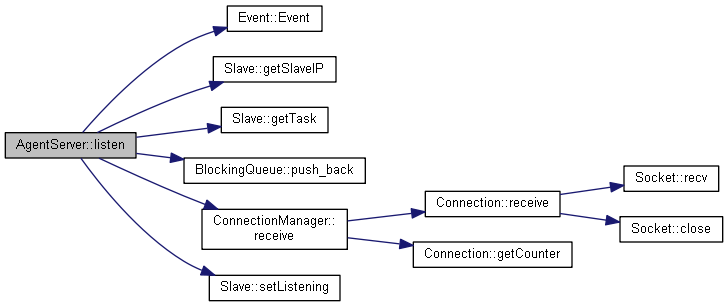 Event::Event
Slave::getSlaveIP
Slave::getTask
AgentServer::listen
BlockingQueue::push_back
Socket::recv
Connection::receive
ConnectionManager::
receive
Socket::close
Connection::getCounter
Slave::setListening